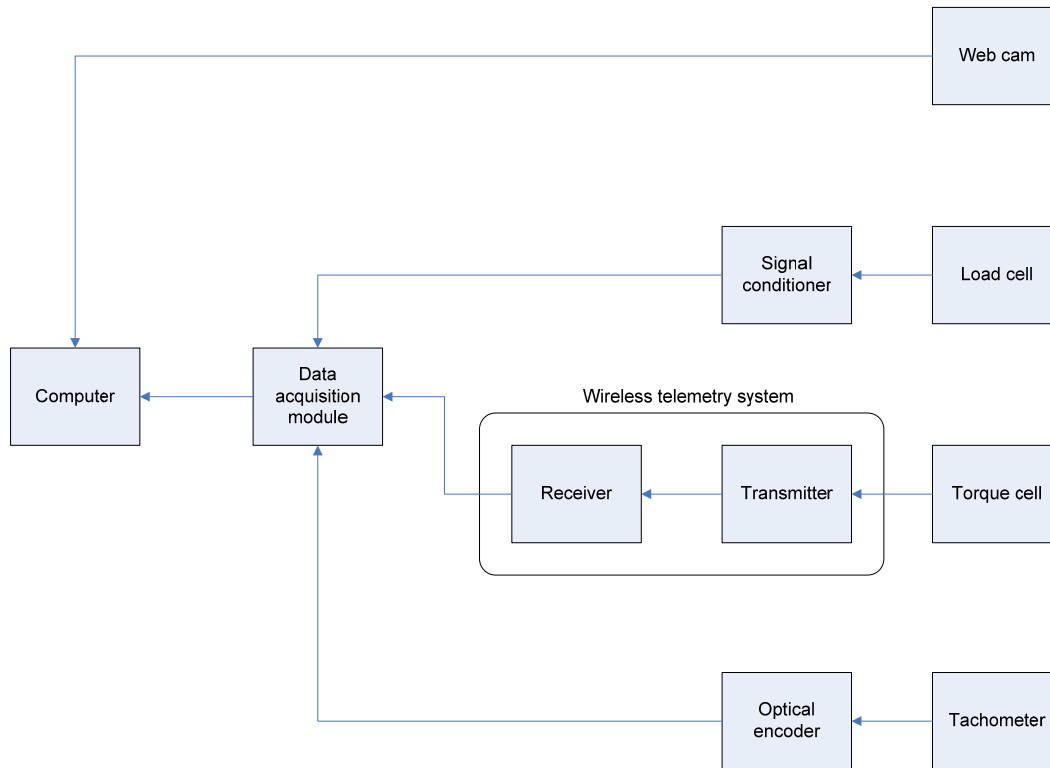 Web cam
Signal
conditioner
Load cell
Computer
Data
acquisition
module
Wireless telemetry system
Receiver
Transmitter
Torque cell
Optical
encoder
Tachometer